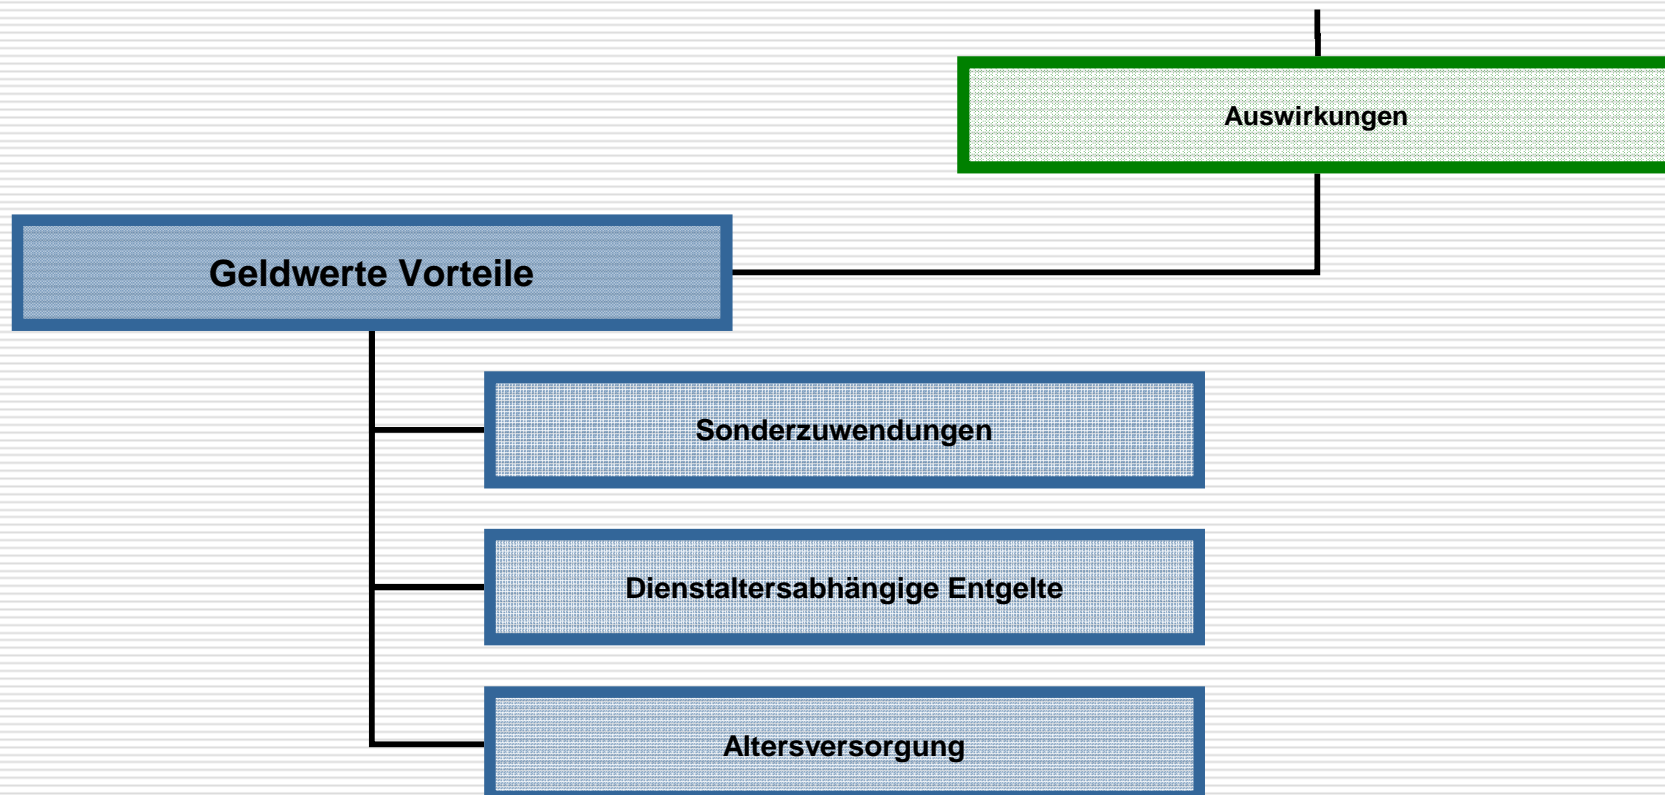 Auswirkungen
Geldwerte Vorteile
Sonderzuwendungen
Dienstaltersabhängige Entgelte
Altersversorgung